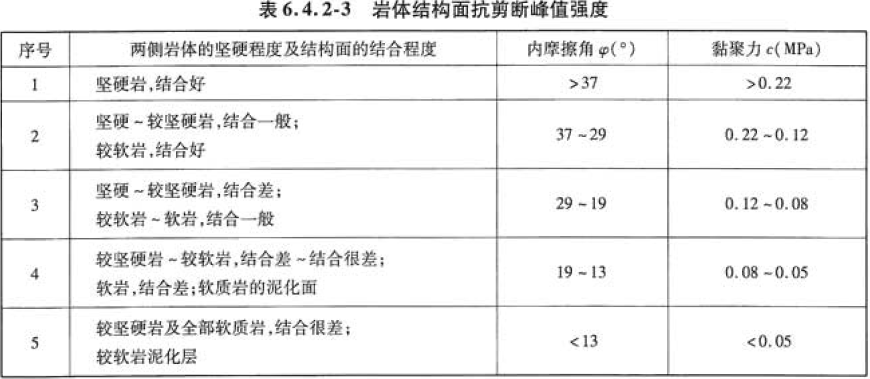 表6.4.2-3 岩体结构面抗剪断峰值强度
序号 两侧岩体的坚硬程度及结构面的结合程度 内摩擦角 φ(°) 黏聚力 c(MPa)
1 坚硬岩,结合好 >37 >0.22
2 坚硬~较坚硬岩,结合一般; 37~29 0.22~0.12
较软岩,结合好
3 坚硬~较坚硬岩,结合差; 29~19 0.12~0.08
较软岩~软岩,结合一般
4 较坚硬岩~较软岩,结合差~结合很差; 19~13 0.08~0.05
软岩,结合差;软质岩的泥化面
5 较坚硬岩及全部软质岩,结合很差; <13 <0.05
较软岩泥化层